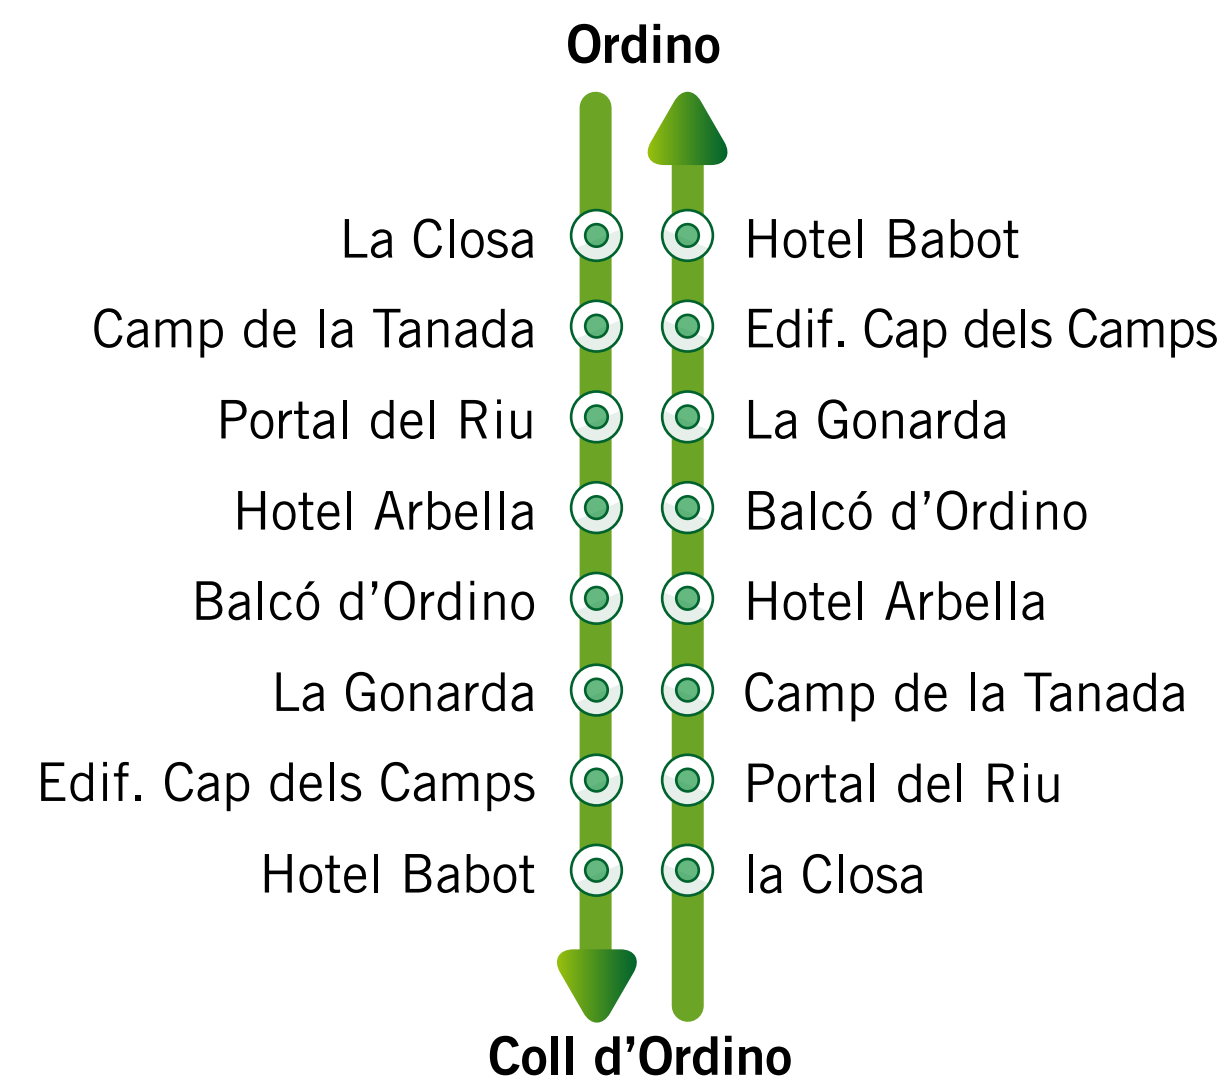 Ordino
La Closa
Camp de la Tanada
Portal del Riu
Hotel Arbella
Balcó d’Ordino
La Gonarda
Edif. Cap dels Camps
Hotel Babot
Hotel Babot
Edif. Cap dels Camps
La Gonarda
Balcó d’Ordino
Hotel Arbella
Camp de la Tanada
Portal del Riu
la Closa
Coll d’Ordino